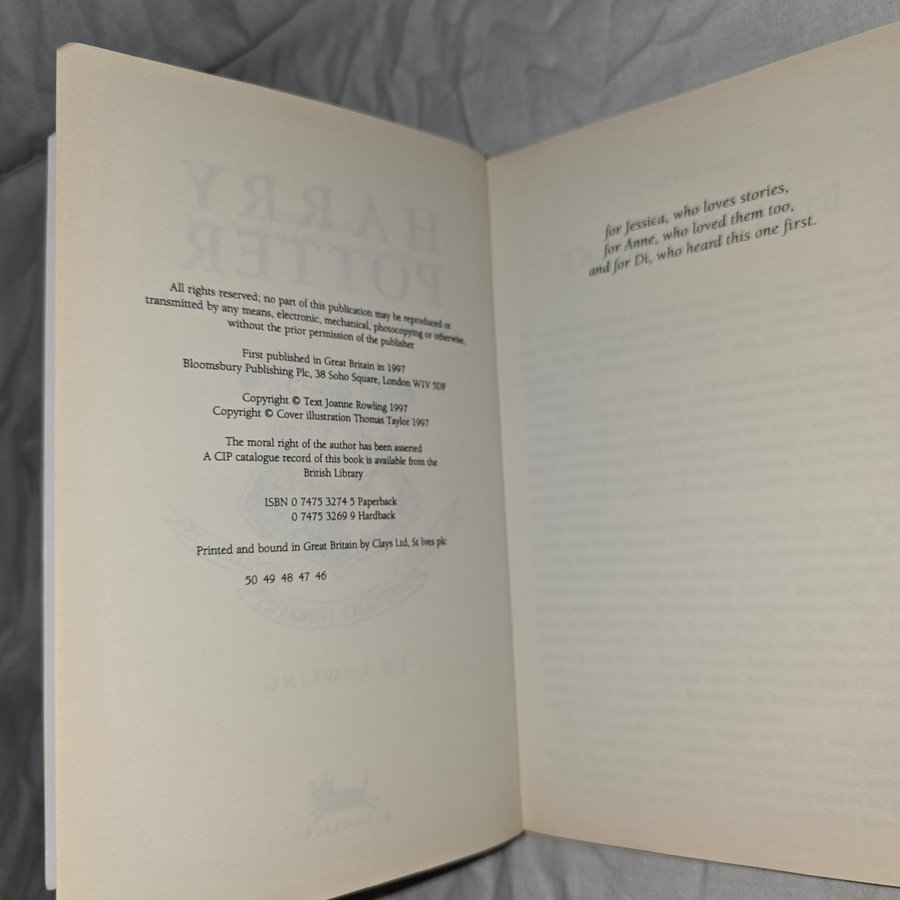 HARRY
POTTER
All rights reserved; no part of this publication may be reproduced or
transmitted by any means, electronic, mechanical, photocopying or otherwise,
without the prior permission of the publisher
First published in Great Britain in 1997
Bloomsbury Publishing Plc, 38 Soho Square, London W1V 5DF
Copyright © Text Joanne Rowling 1997
Copyright © Cover illustration Thomas Taylor 1997
The moral right of the author has been asserted
A CIP catalogue record of this book is available from the
British Library
ISBN 0 7475 3274 5 Paperback
0 7475 3269 9 Hardback
Printed and bound in Great Britain by Clays Ltd, St Ives plc
50 49 48 47 46
J.K. ROWLING
BLOOMSBURY
for Jessica, who loves stories,
for Anne, who loved them too,
and for Di, who heard this one first.